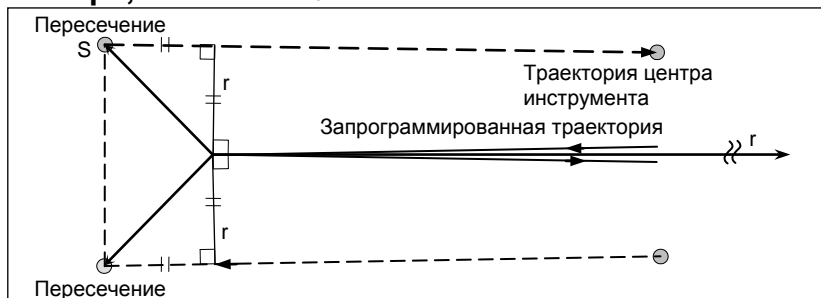 Пересечение
S
r
Траектория центра
инструмента
Запрограммированная траектория
r
r
Пересечение